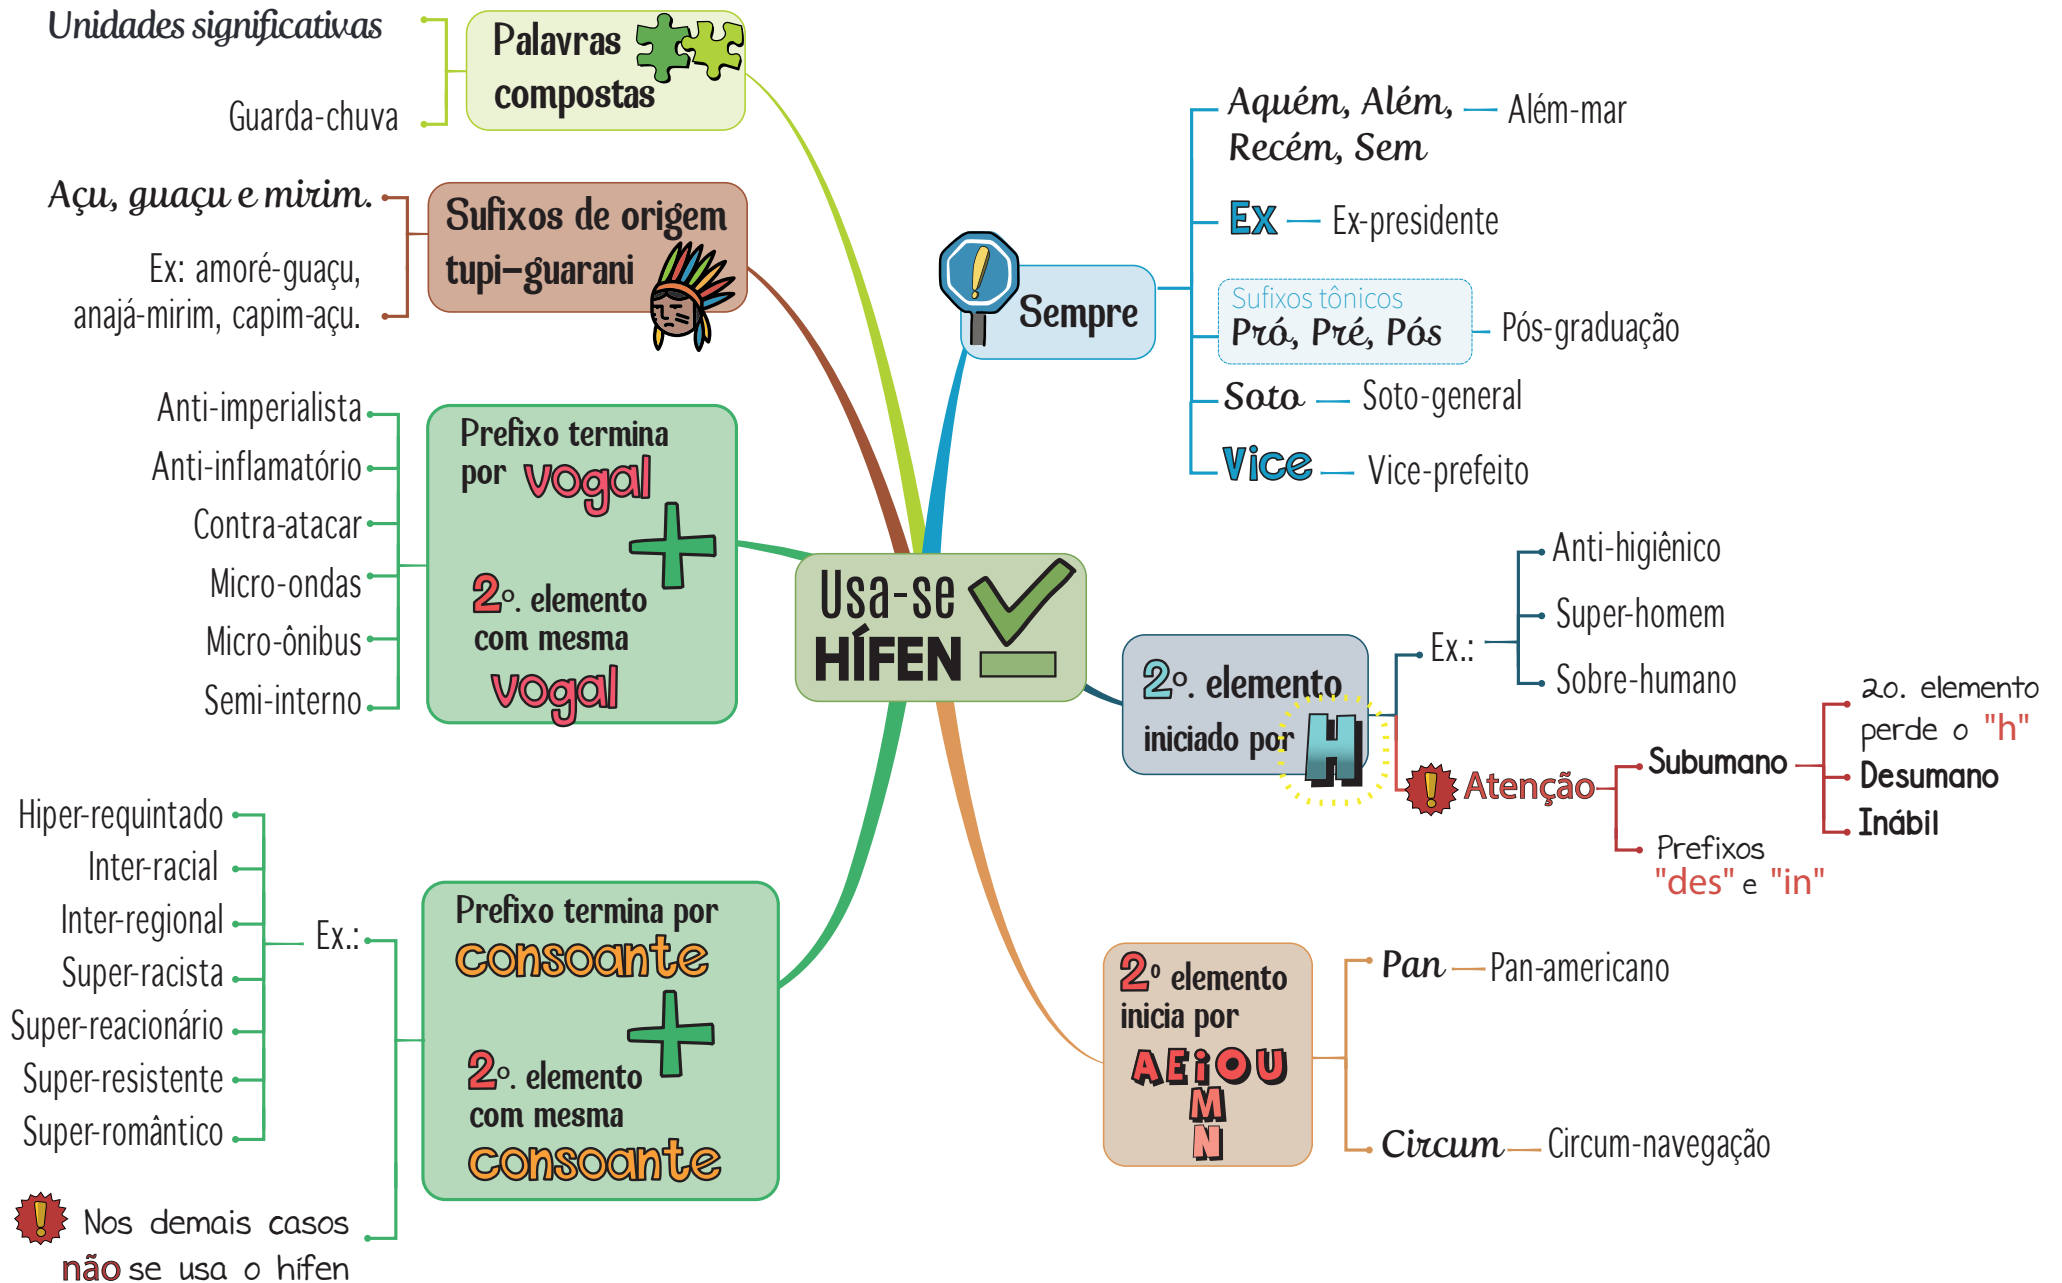 Usa-se
HÍFEN
Palavras
compostas
Unidades significativas
Guarda-chuva
Sufixos de origem
tupi-guarani
Açu, guaçu e mirim.
Ex: amoré-guaçu,
anajá-mirim, capim-açu.
Prefixo termina
por vogal
2º. elemento
com mesma
vogal
Anti-imperialista
Anti-inflamatório
Contra-atacar
Micro-ondas
Micro-ônibus
Semi-interno
Prefixo termina por
consoante
2º. elemento
com mesma
consoante
Ex.:
Hiper-requintado
Inter-racial
Inter-regional
Super-racista
Super-reacionário
Super-resistente
Super-romântico
Nos demais casos
não se usa o hífen
Sempre
Aquém, Além,
Recém, Sem
Além-mar
Ex
Ex-presidente
Sufixos tônicos
Pró, Pré, Pós
Pós-graduação
Soto
Soto-general
Vice
Vice-prefeito
2º. elemento
iniciado por H
Ex.:
Anti-higiênico
Super-homem
Sobre-humano
Atenção
Subumano
2o. elemento
perde o "h"
Desumano
Inábil
Prefixos
"des" e "in"
2º elemento
inicia por
AEiOU
M
N
Pan
Pan-americano
Circum
Circum-navegação